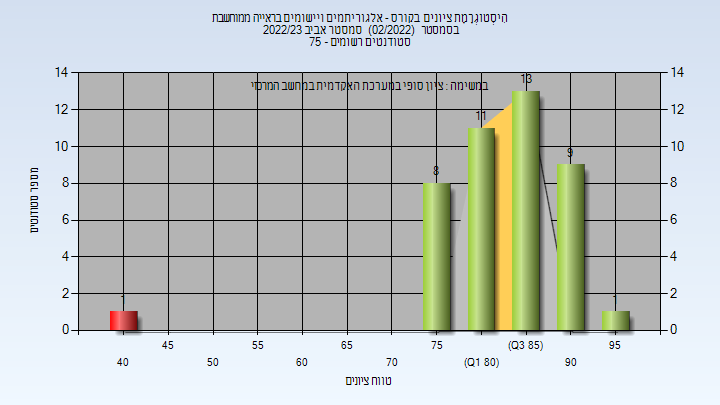 היסטוגרמת ציונים בקורס - אלגוריתמים ויישומים בראייה ממוחשבת
בסמסטר (02/2022) סמסטר אביב 2022/23
סטודנטים רשומים - 75
במשימה : ציון סופי במערכת האקדמית במחשב המרכזי
מספר סטודנטים
14 14
12 12
10 10
8 8
6 6
4 4
2 2
0 0
1 8 11 13 9 1
45 55 65 75 (Q3 85) 95
40 50 60 70 (Q1 80) 90
טווח ציונים